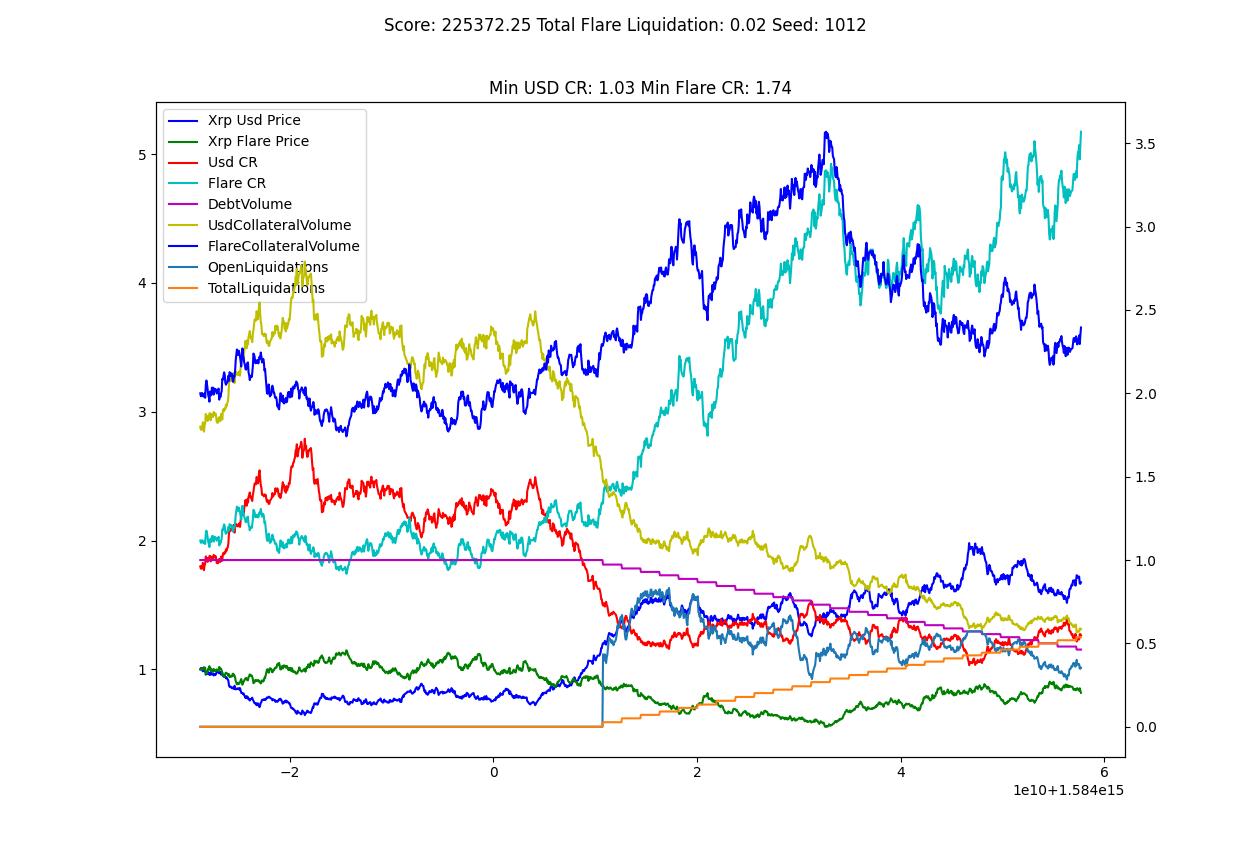 Score: 225372.25 Total Flare Liquidation: 0.02 Seed: 1012
Min USD CR: 1.03 Min Flare CR: 1.74
Xrp Usd Price
Xrp Flare Price
Usd CR
Flare CR
DebtVolume
UsdCollateralVolume
FlareCollateralVolume
OpenLiquidations
TotalLiquidations
5
4
3
2
1
3.5
3.0
2.5
2.0
1.5
1.0
0.5
0.0
−2
0
2
4
6
1e10+1.584e15